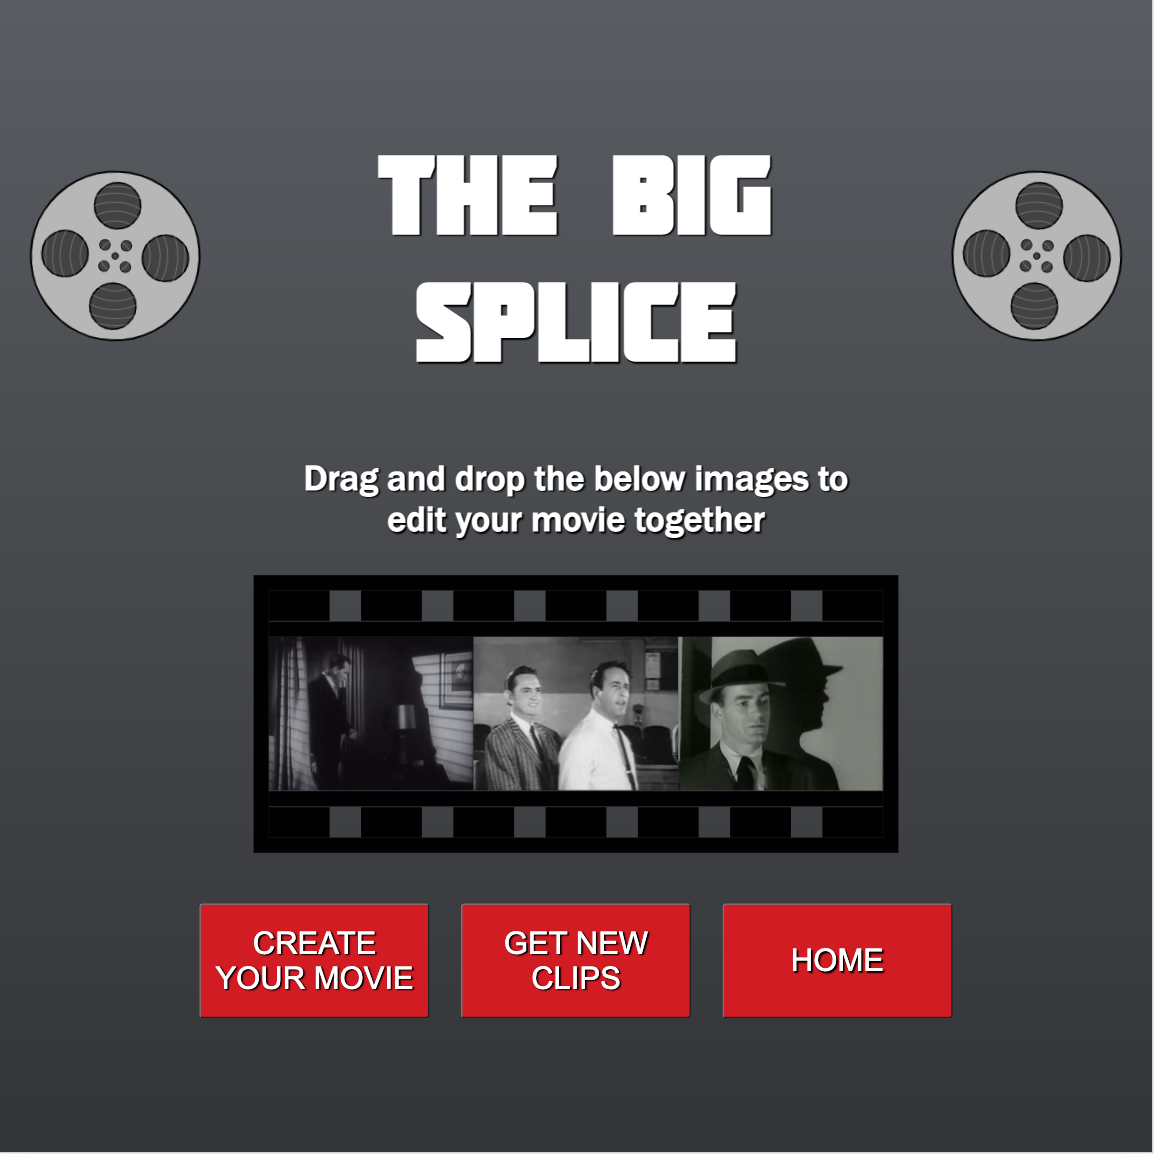 THE BIG
SPLICE
Drag and drop the below images to
edit your movie together
CREATE
YOUR MOVIE
GET NEW
CLIPS
HOME